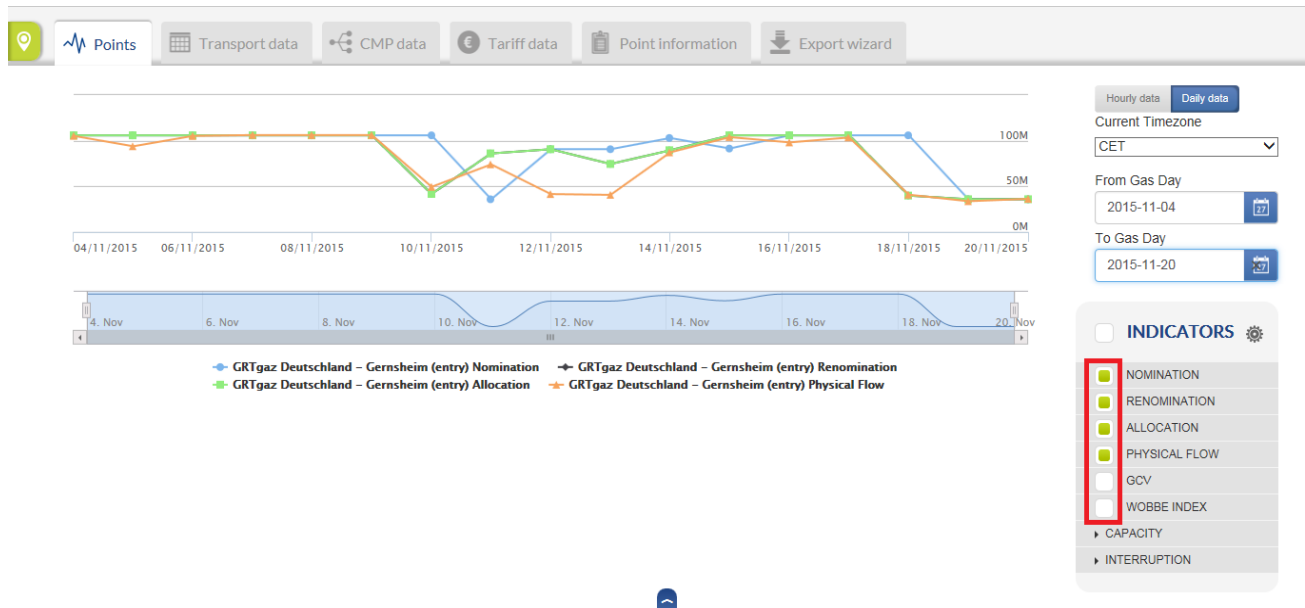 Points
Transport data
CMP data
Tariff data
Point information
Export wizard
100M
50M
0M
04/11/2015 06/11/2015 08/11/2015 10/11/2015 12/11/2015 14/11/2015 16/11/2015 18/11/2015 20/11/2015
4. Nov 6. Nov 8. Nov 10. Nov 12. Nov 14. Nov 16. Nov 18. Nov 20. Nov
GRTgaz Deutschland – Gernsheim (entry) Nomination GRTgaz Deutschland – Gernsheim (entry) Renomination
GRTgaz Deutschland – Gernsheim (entry) Allocation GRTgaz Deutschland – Gernsheim (entry) Physical Flow
Hourly data Daily data
Current Timezone
CET
From Gas Day
2015-11-04
27
To Gas Day
2015-11-20
27
INDICATORS
NOMINATION
RENOMINATION
ALLOCATION
PHYSICAL FLOW
GCV
WOBBE INDEX
CAPACITY
INTERRUPTION